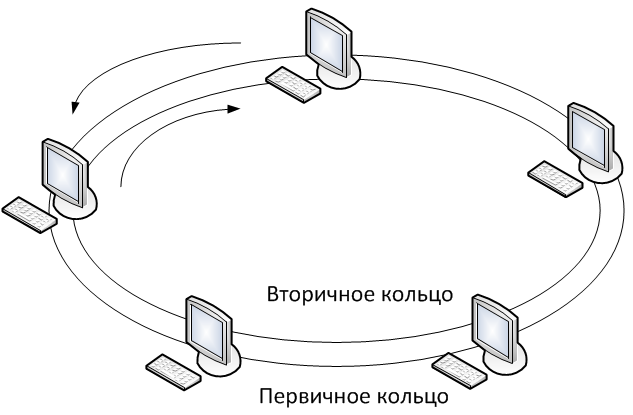 Вторичное кольцо
Первичное кольцо